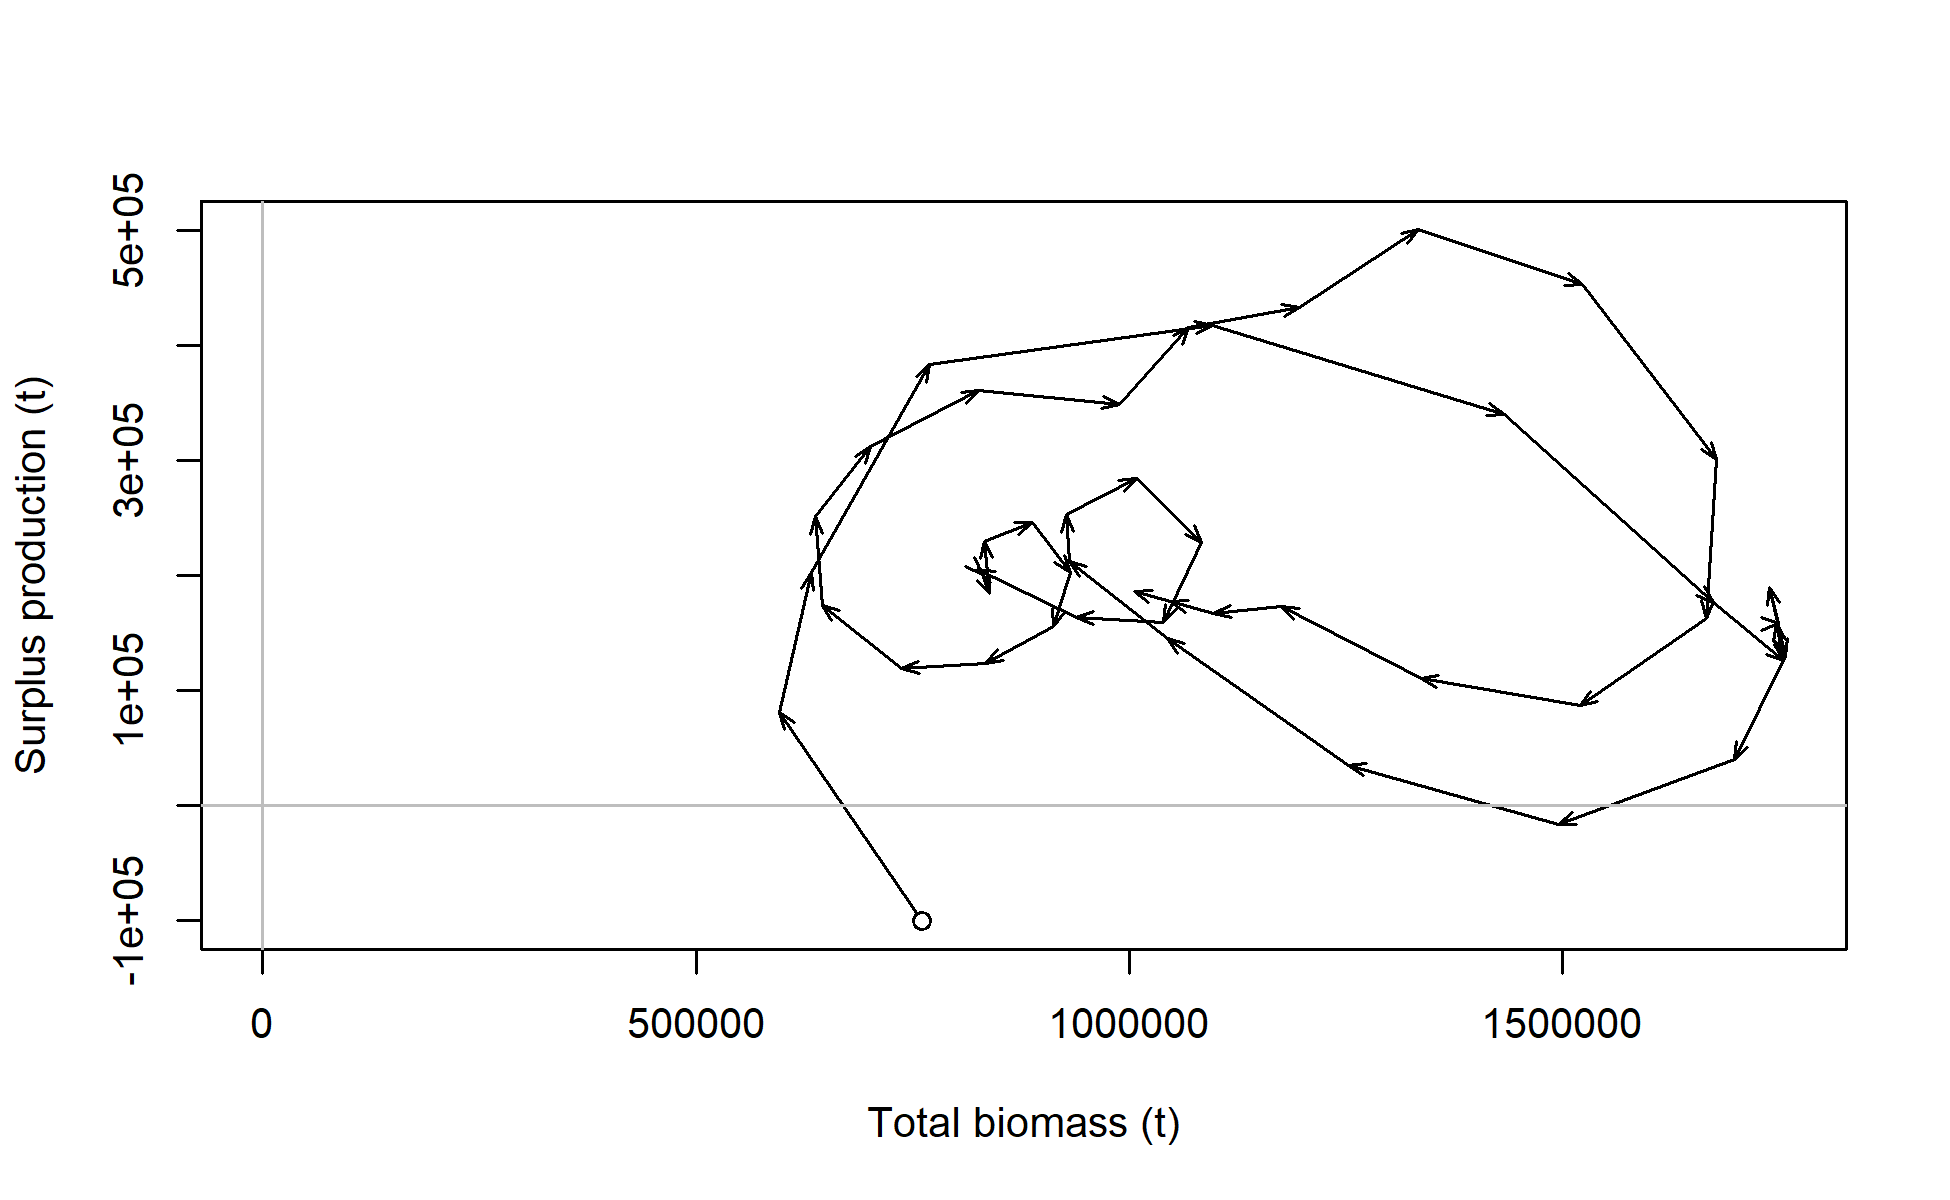 5e+05
3e+05
1e+05
-1e+05
Surplus production (t)
0 500000 1000000 1500000
Total biomass (t)